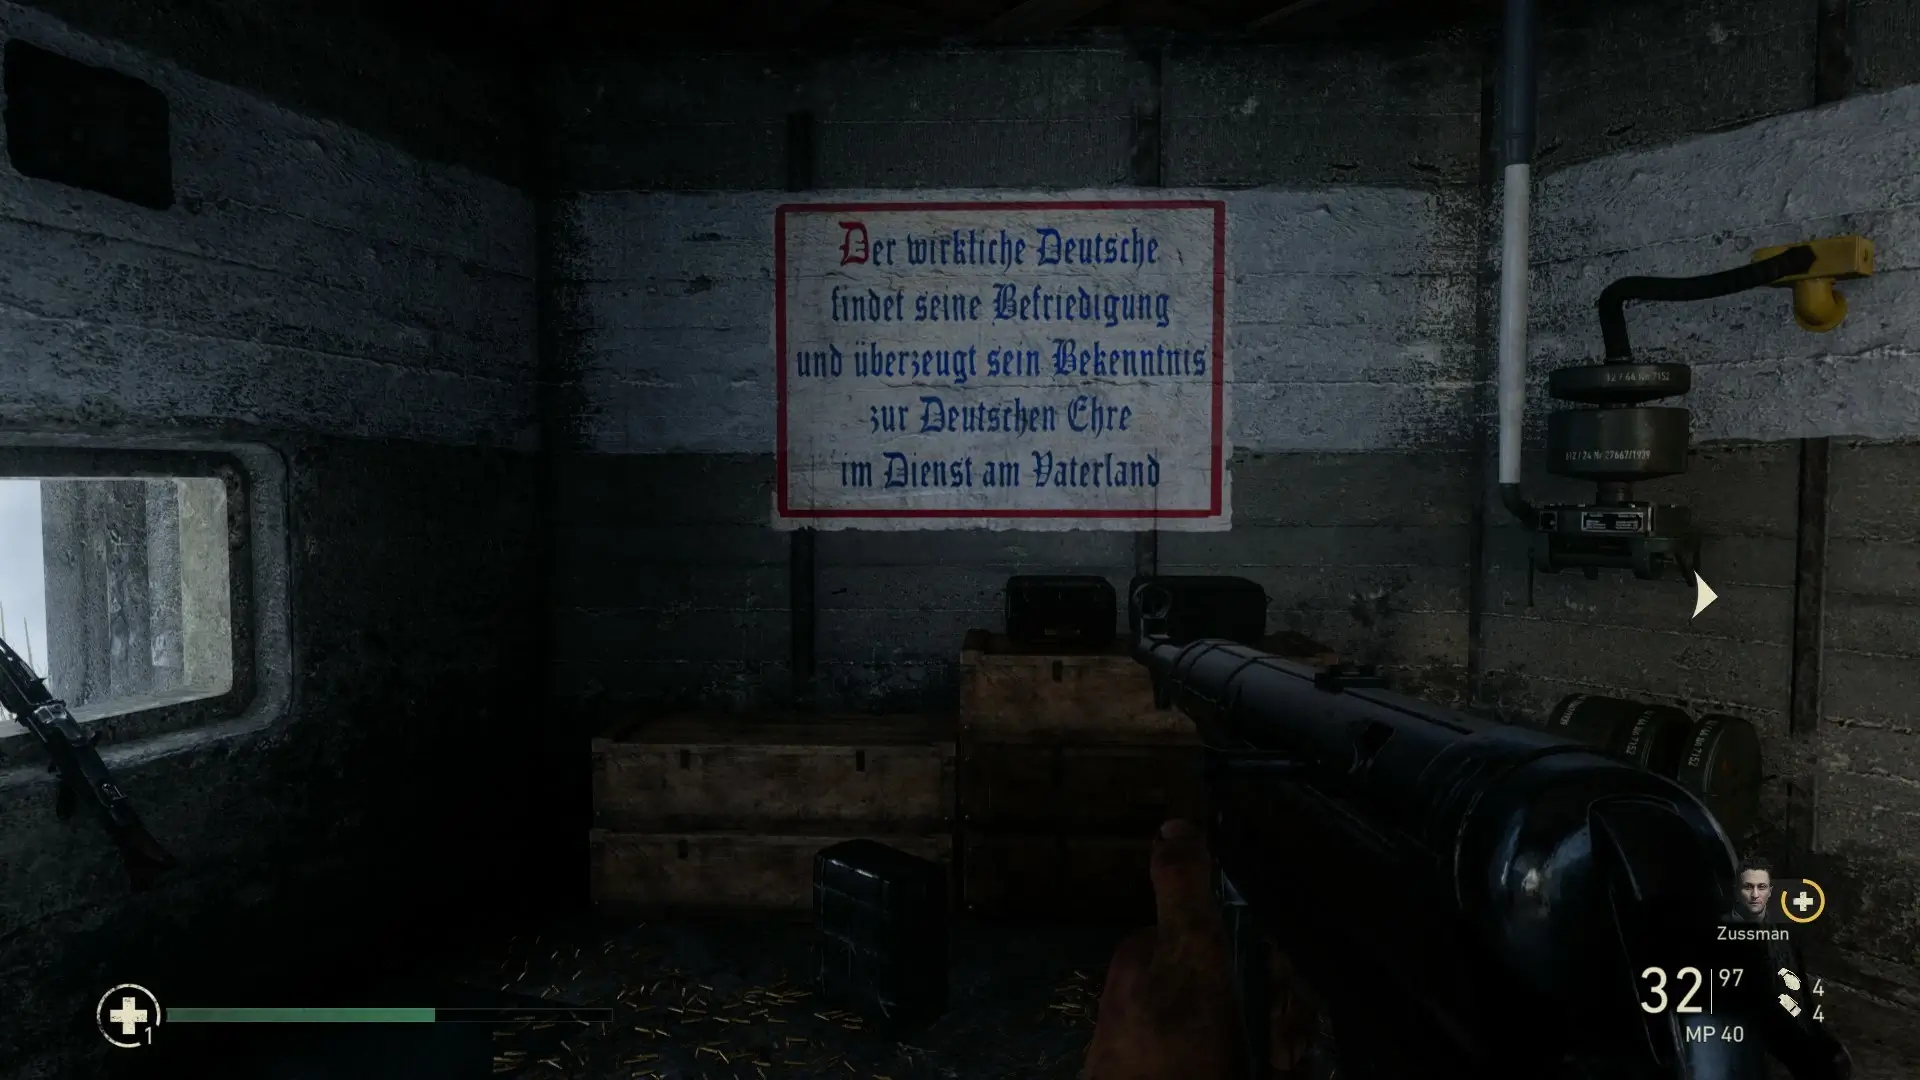 Der wirkliche Deutsche
findet seine Befriedigung
und überzeugt sein Bekenntnis
zur Deutschen Ehre
im Dienst am Vaterland
Zussman
32 97
4
4
MP 40
1